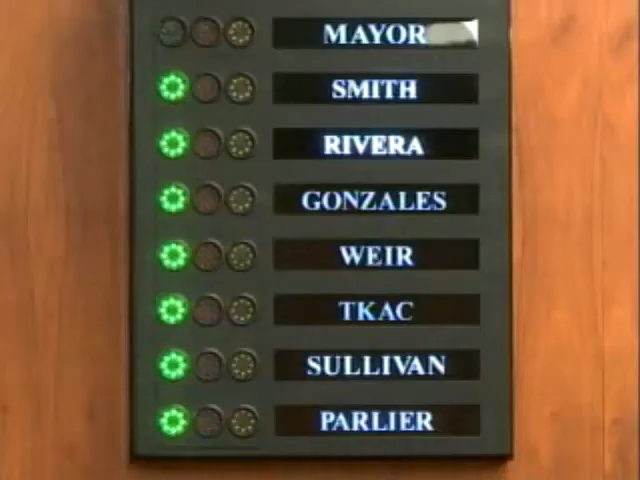 MAYOR
SMITH
RIVERA
GONZALES
WEIR
TKAC
SULLIVAN
PARLIER